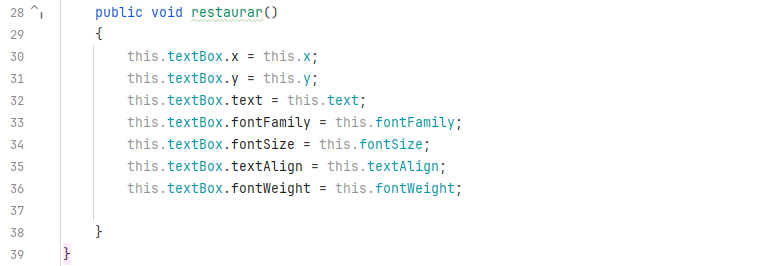 28 public void restaurar()
29 {
30 this.textBox.x = this.x;
31 this.textBox.y = this.y;
32 this.textBox.text = this.text;
33 this.textBox.fontFamily = this.fontFamily;
34 this.textBox.fontSize = this.fontSize;
35 this.textBox.textAlign = this.textAlign;
36 this.textBox.fontWeight = this.fontWeight;
37
38 }
39 }